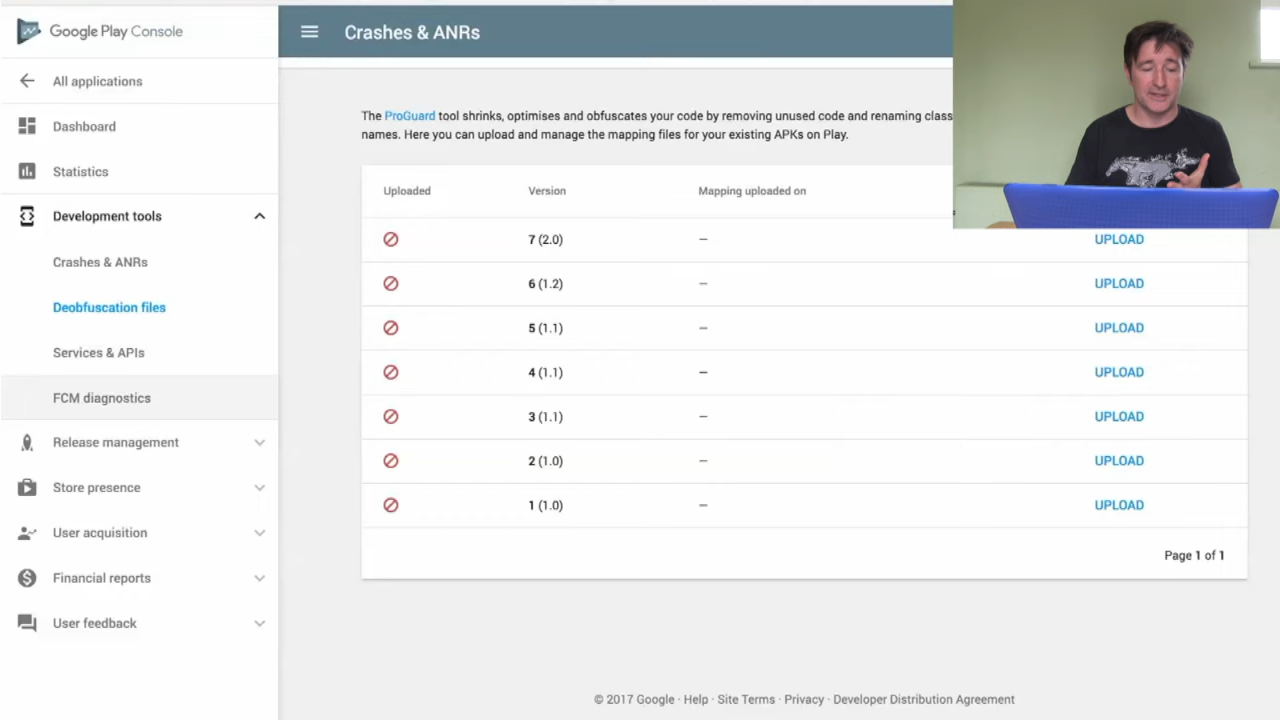 Google Play Console
All applications
Dashboard
Statistics
Development tools
Crashes & ANRs
Deobfuscation files
Services & APIs
FCM diagnostics
Release management
Store presence
User acquisition
Financial reports
User feedback
Crashes & ANRs
The ProGuard tool shrinks, optimises and obfuscates your code by removing unused code and renaming class
names. Here you can upload and manage the mapping files for your existing APKs on Play.
Uploaded Version Mapping uploaded on
7 (2.0) – UPLOAD
6 (1.2) – UPLOAD
5 (1.1) – UPLOAD
4 (1.1) – UPLOAD
3 (1.1) – UPLOAD
2 (1.0) – UPLOAD
1 (1.0) – UPLOAD
Page 1 of 1
© 2017 Google · Help · Site Terms · Privacy · Developer Distribution Agreement